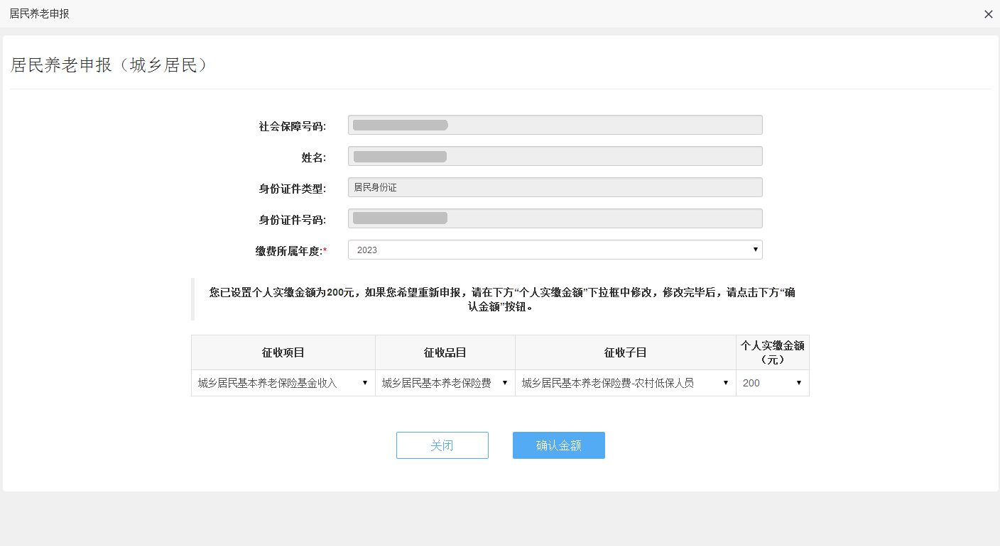 居民养老申报
居民养老申报（城乡居民）
社会保障号码:
姓名:
身份证件类型: 居民身份证
身份证件号码:
缴费所属年度:* 2023
您已设置个人实缴金额为200元，如果您希望重新申报，请在下方“个人实缴金额”下拉框中修改，修改完毕后，请点击下方“确
认金额”按钮。
征收项目 征收品目 征收子目 个人实缴金额
（元）
城乡居民基本养老保险基金收入 城乡居民基本养老保险费 城乡居民基本养老保险费-农村低保人员 200
关闭 确认金额